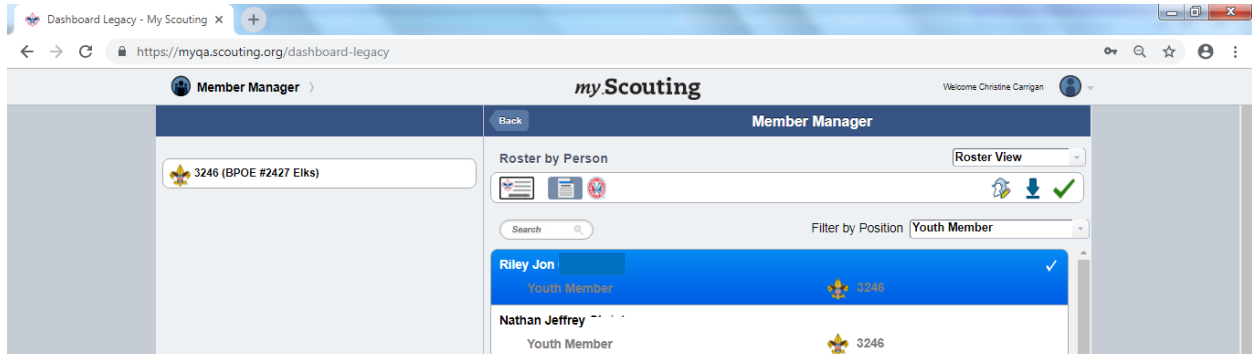 Dashboard Legacy - My Scouting
https://myqa.scouting.org/dashboard-legacy
Member Manager
my.Scouting
Welcome Christine Carrigan
Back
Member Manager
3246 (BPOE #2427 Elks)
Roster by Person
Roster View
Search
Filter by Position
Youth Member
Riley Jon
Youth Member
3246
Nathan Jeffrey
Youth Member
3246